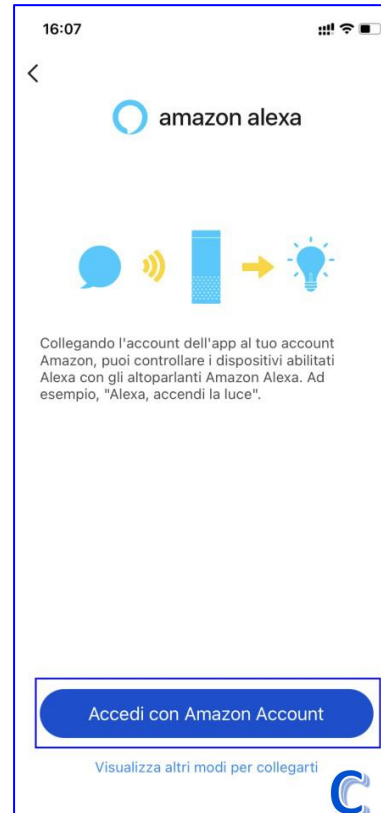 16:07
amazon alexa
Collegando l'account dell'app al tuo account
Amazon, puoi controllare i dispositivi abilitati
Alexa con gli altoparlanti Amazon Alexa. Ad
esempio, "Alexa, accendi la luce".
Accedi con Amazon Account
Visualizza altri modi per collegarti
C